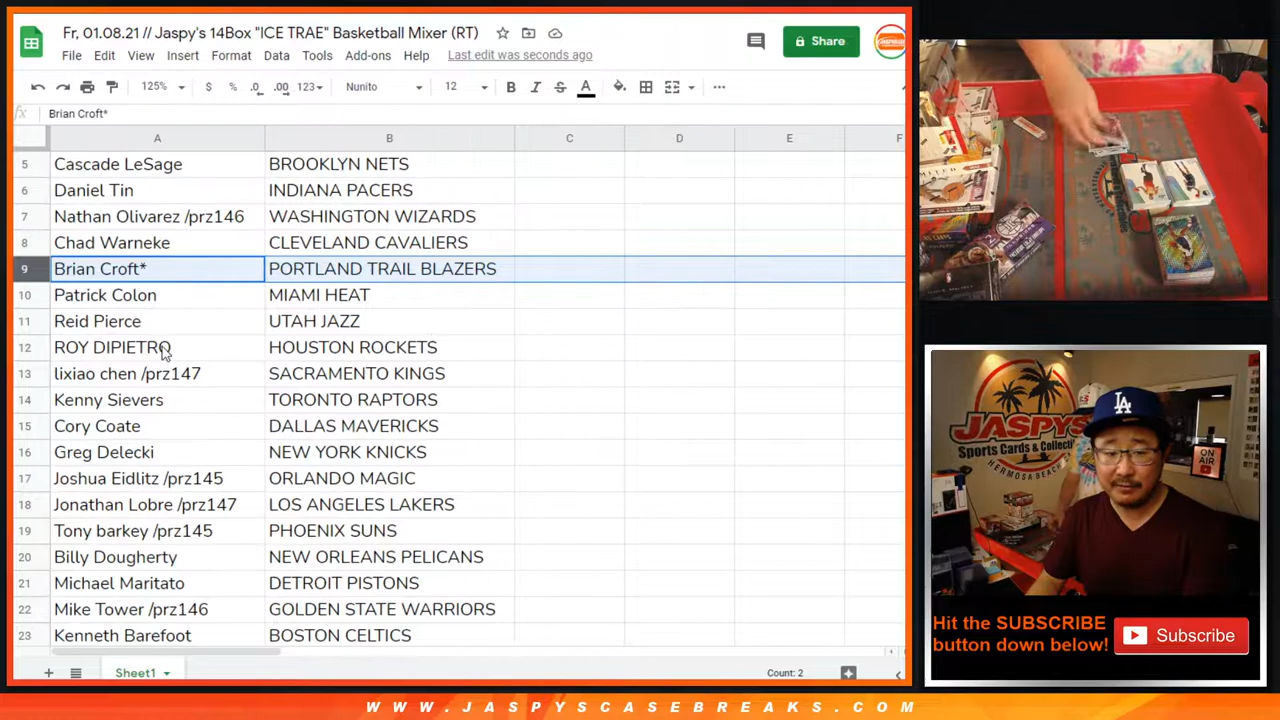 Fr, 01.08.21 // Jaspy's 14Box "ICE TRAE" Basketball Mixer (RT)
File Edit View Insert Format Data Tools Add-ons Help Last edit was seconds ago
Share
125% $ % .0 .00 123 Nunito 12 B I S A
fx Brian Croft*
A B C D E F
5 Cascade LeSage BROOKLYN NETS
6 Daniel Tin INDIANA PACERS
7 Nathan Olivarez /prz146 WASHINGTON WIZARDS
8 Chad Warneke CLEVELAND CAVALIERS
9 Brian Croft* PORTLAND TRAIL BLAZERS
10 Patrick Colon MIAMI HEAT
11 Reid Pierce UTAH JAZZ
12 ROY DIPIETRO HOUSTON ROCKETS
13 lixiao chen /prz147 SACRAMENTO KINGS
14 Kenny Sievers TORONTO RAPTORS
15 Cory Coate DALLAS MAVERICKS
16 Greg Delecki NEW YORK KNICKS
17 Joshua Eidlitz /prz145 ORLANDO MAGIC
18 Jonathan Lobre /prz147 LOS ANGELES LAKERS
19 Tony barkey /prz145 PHOENIX SUNS
20 Billy Dougherty NEW ORLEANS PELICANS
21 Michael Maritato DETROIT PISTONS
22 Mike Tower /prz146 GOLDEN STATE WARRIORS
23 Kenneth Barefoot BOSTON CELTICS
Sheet1
Count: 2
JASPYS
Sports Cards & Collecti
HERMOSA BEACH
ON AIR
LA
Hit the SUBSCRIBE
button down below!
Subscribe
WWW.JASPYSCASEBREAKS.COM